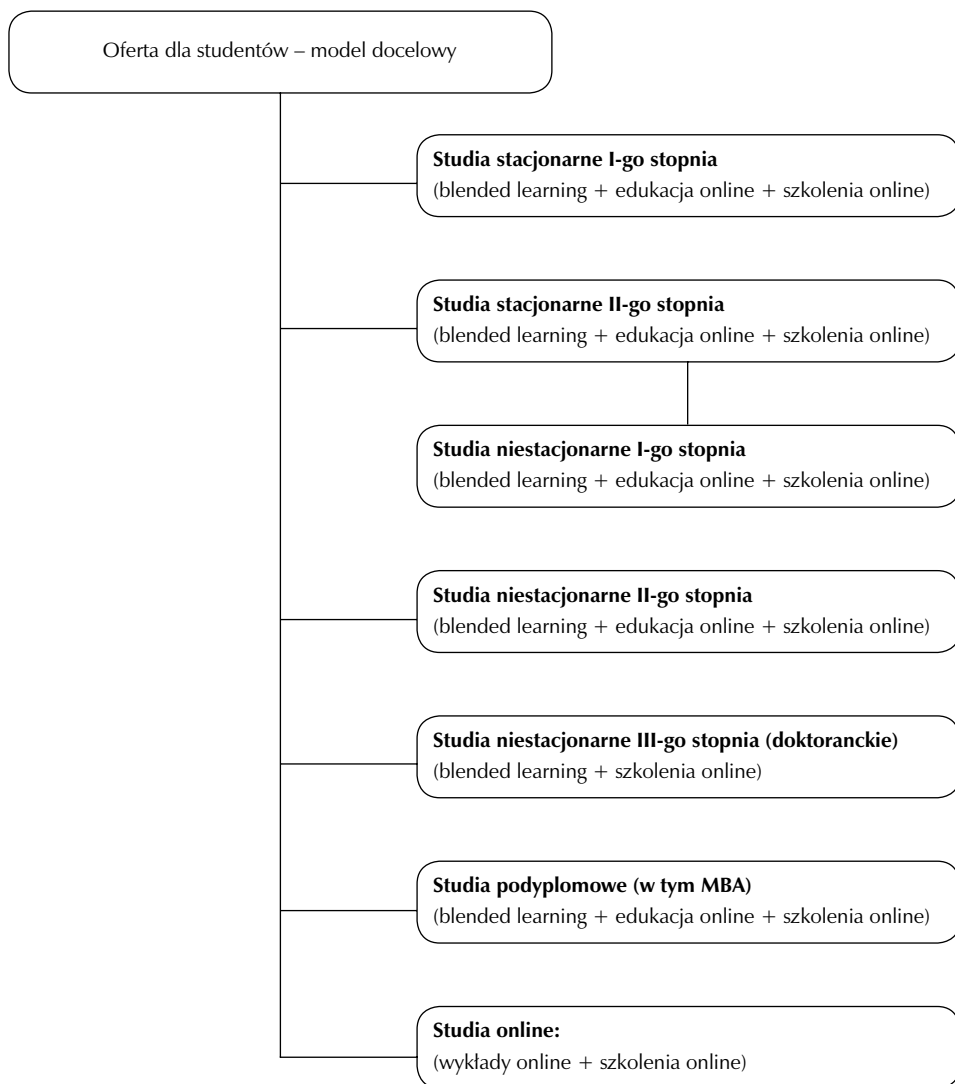 Oferta dla studentów – model docelowy
Studia stacjonarne I-go stopnia
(blended learning + edukacja online + szkolenia online)
Studia stacjonarne II-go stopnia
(blended learning + edukacja online + szkolenia online)
Studia niestacjonarne I-go stopnia
(blended learning + edukacja online + szkolenia online)
Studia niestacjonarne II-go stopnia
(blended learning + edukacja online + szkolenia online)
Studia niestacjonarne III-go stopnia (doktoranckie)
(blended learning + szkolenia online)
Studia podyplomowe (w tym MBA)
(blended learning + edukacja online + szkolenia online)
Studia online:
(wykłady online + szkolenia online)